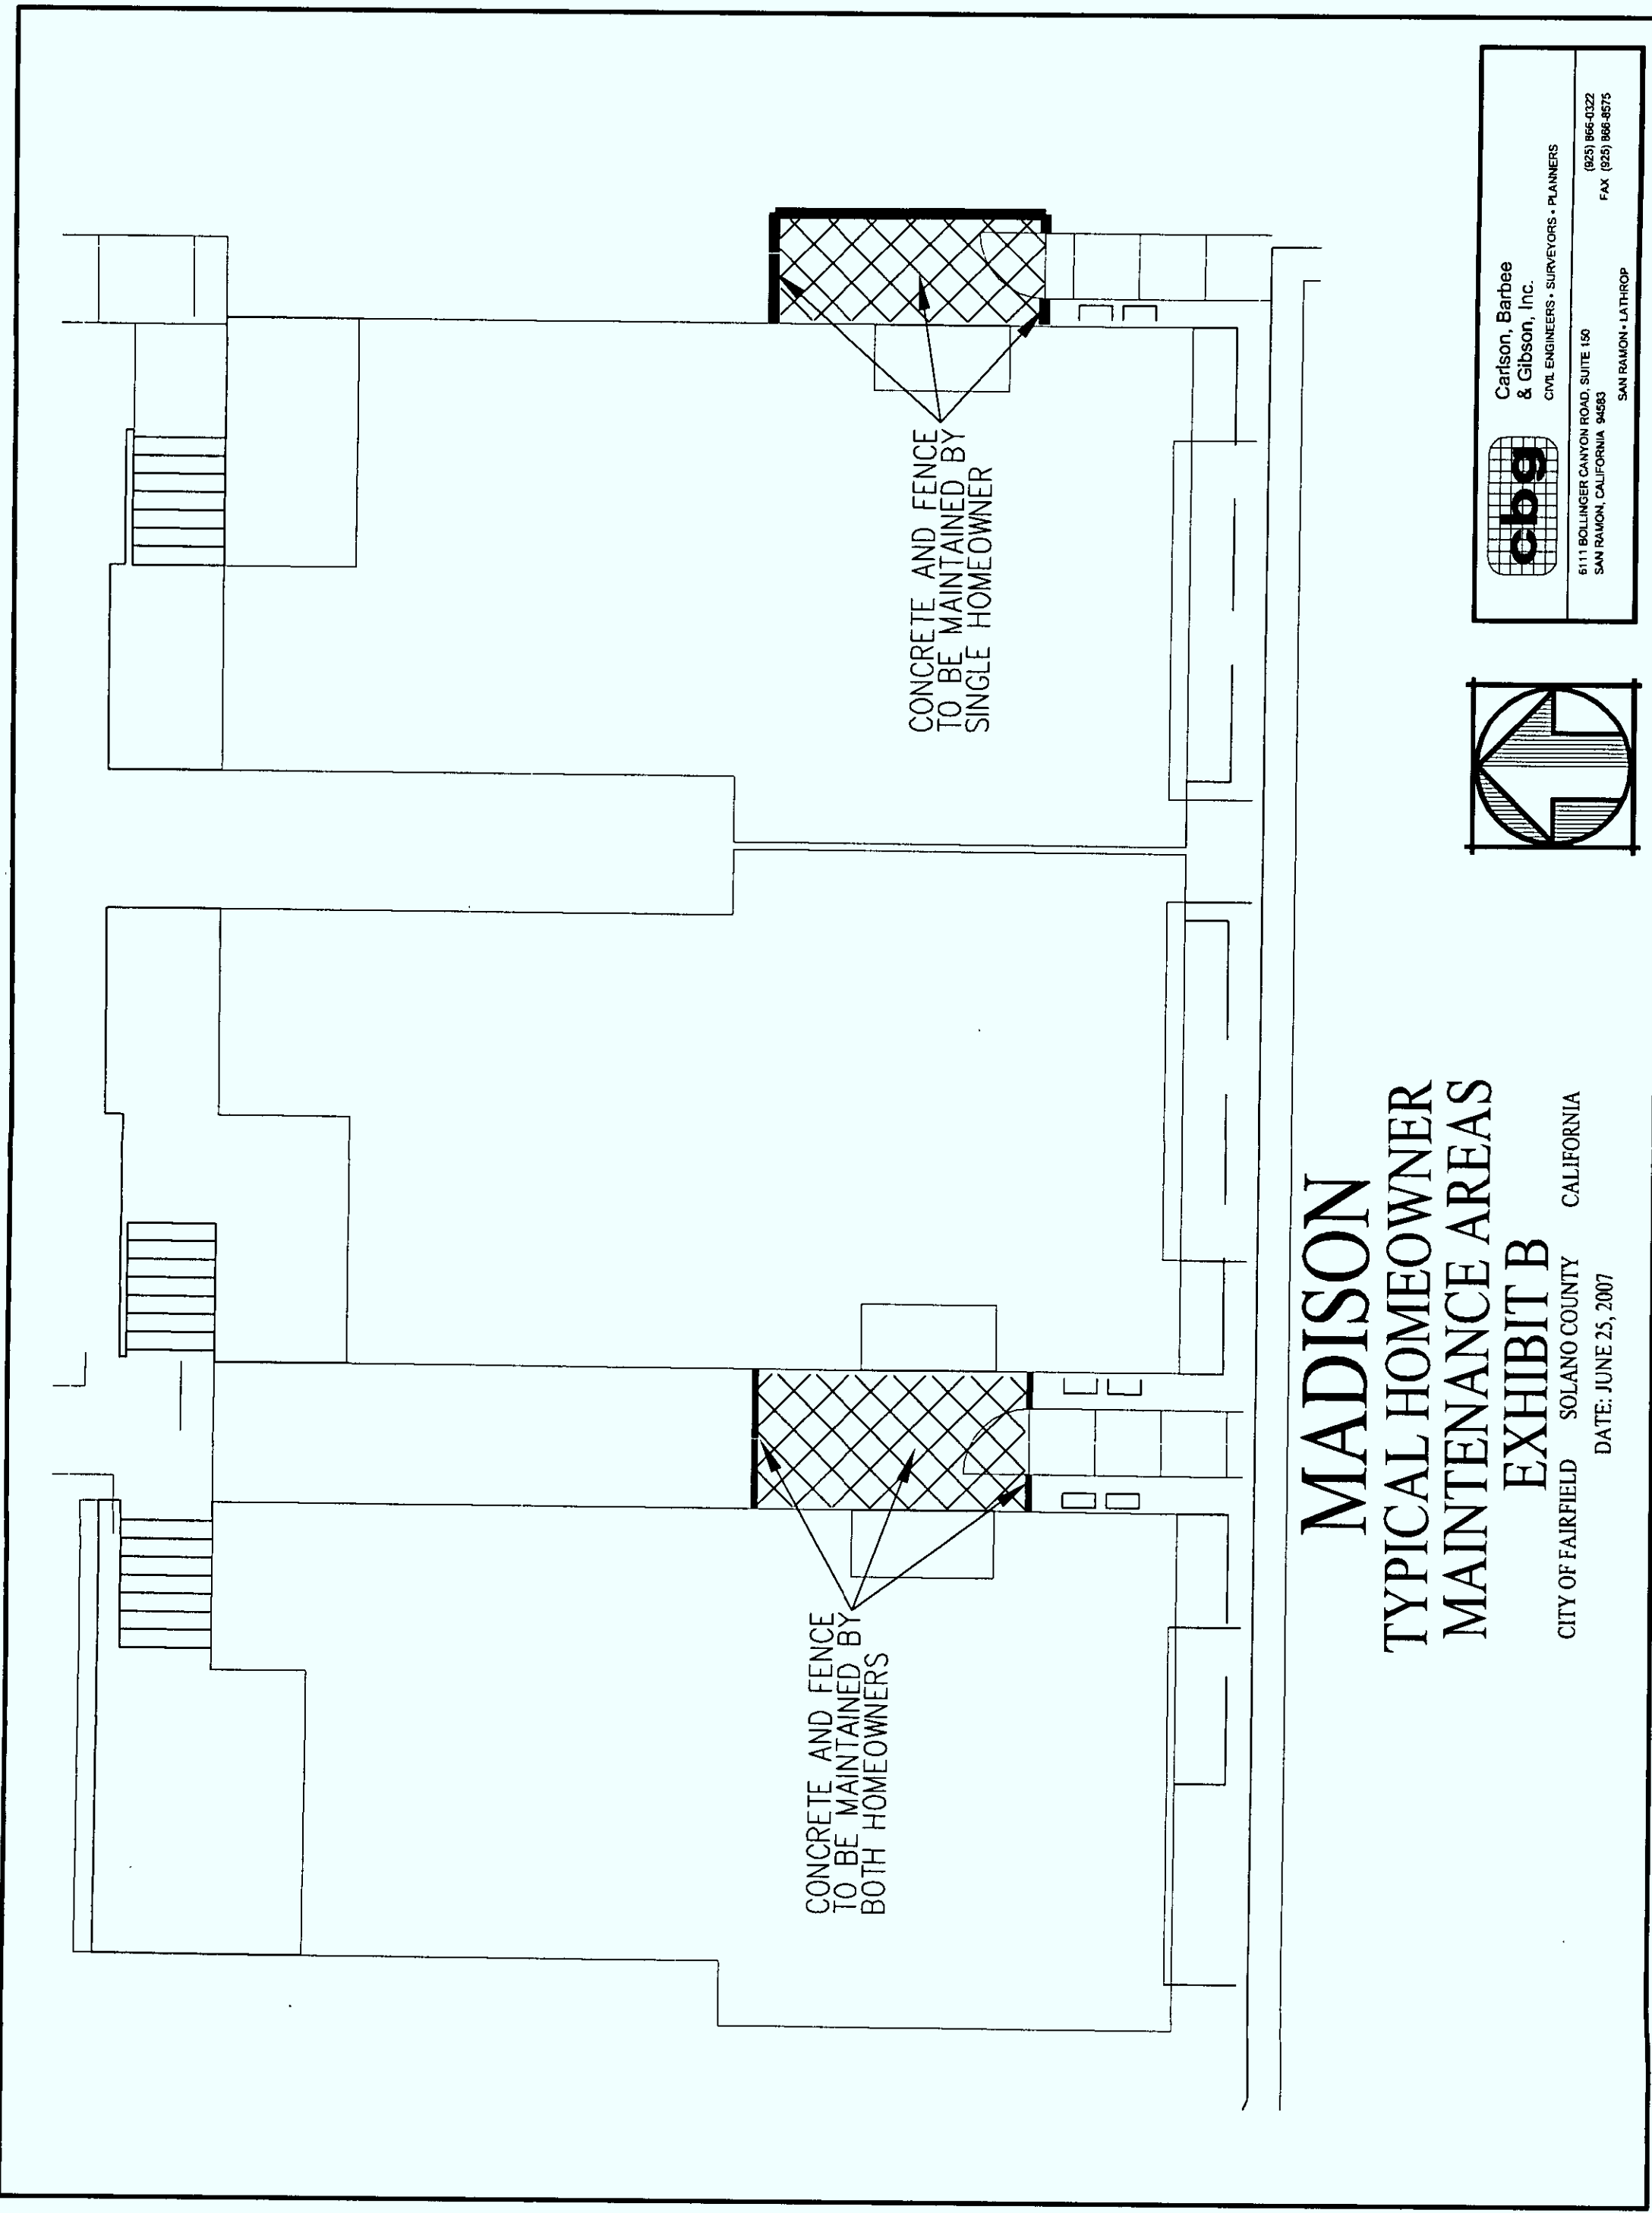 CONCRETE AND FENCE
TO BE MAINTAINED BY
BOTH HOMEOWNERS
CONCRETE AND FENCE
TO BE MAINTAINED BY
SINGLE HOMEOWNER
MADISON
TYPICAL HOMEOWNER
MAINTENANCE AREAS
EXHIBIT B
CITY OF FAIRFIELD SOLANO COUNTY CALIFORNIA
DATE: JUNE 25, 2007
cbg
Carlson, Barbee
& Gibson, Inc.
CIVIL ENGINEERS • SURVEYORS • PLANNERS
6111 BOLLINGER CANYON ROAD, SUITE 150 (925) 866-0322
SAN RAMON, CALIFORNIA 94583 FAX (925) 866-8575
SAN RAMON • LATHROP